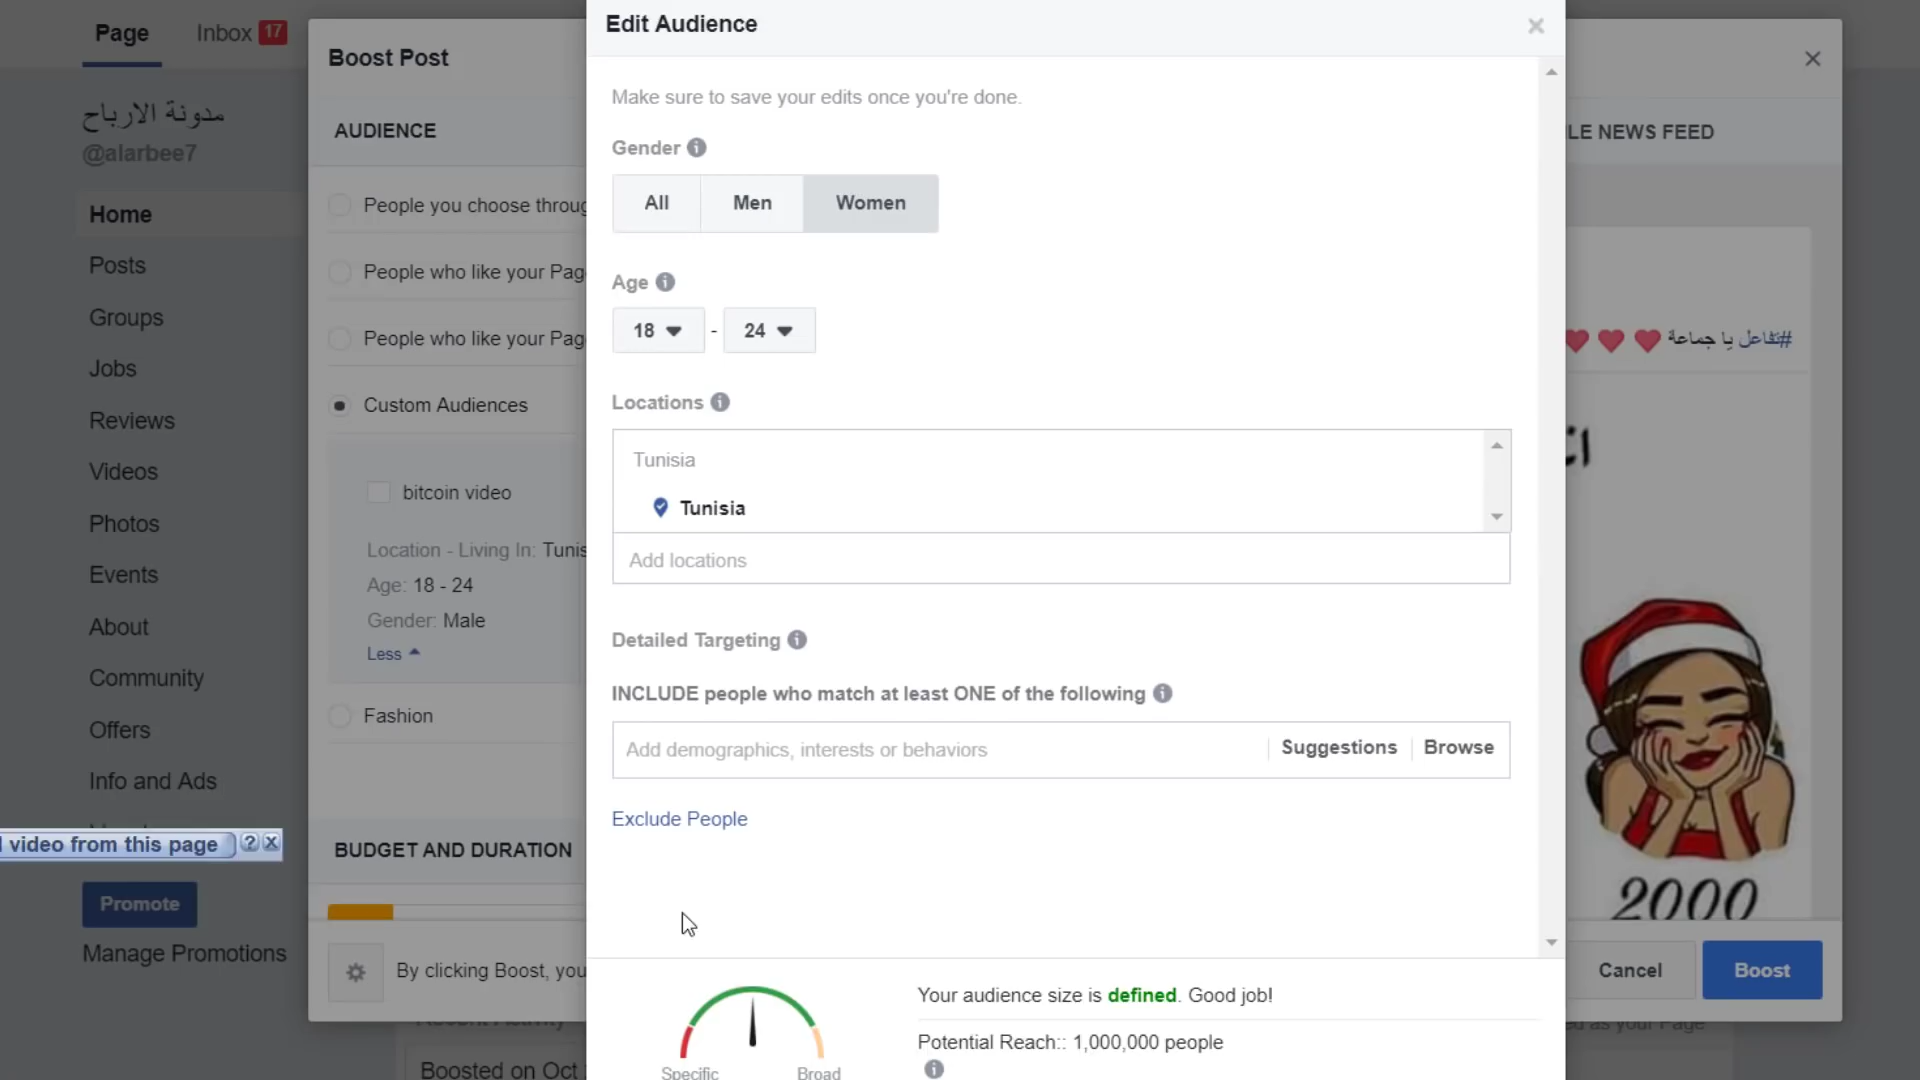 Page
Inbox 17
مدونة الارباح
@alarbee7
Home
Posts
Groups
Jobs
Reviews
Videos
Photos
Events
About
Community
Offers
Info and Ads
video from this page ? x
Promote
Manage Promotions
Boost Post
AUDIENCE
People you choose throug
People who like your Pag
People who like your Pag
Custom Audiences
bitcoin video
Location - Living In: Tunis
Age: 18 - 24
Gender: Male
Less
Fashion
BUDGET AND DURATION
By clicking Boost, you
Boosted on Oct
Edit Audience
Make sure to save your edits once you're done.
Gender
All Men Women
Age
18 - 24
Locations
Tunisia
Tunisia
Add locations
Detailed Targeting
INCLUDE people who match at least ONE of the following
Add demographics, interests or behaviors
Suggestions Browse
Exclude People
Specific Broad
Your audience size is defined. Good job!
Potential Reach:: 1,000,000 people
LE NEWS FEED
#تفاعل يا جماعة
2000
Cancel Boost
ed as your Page